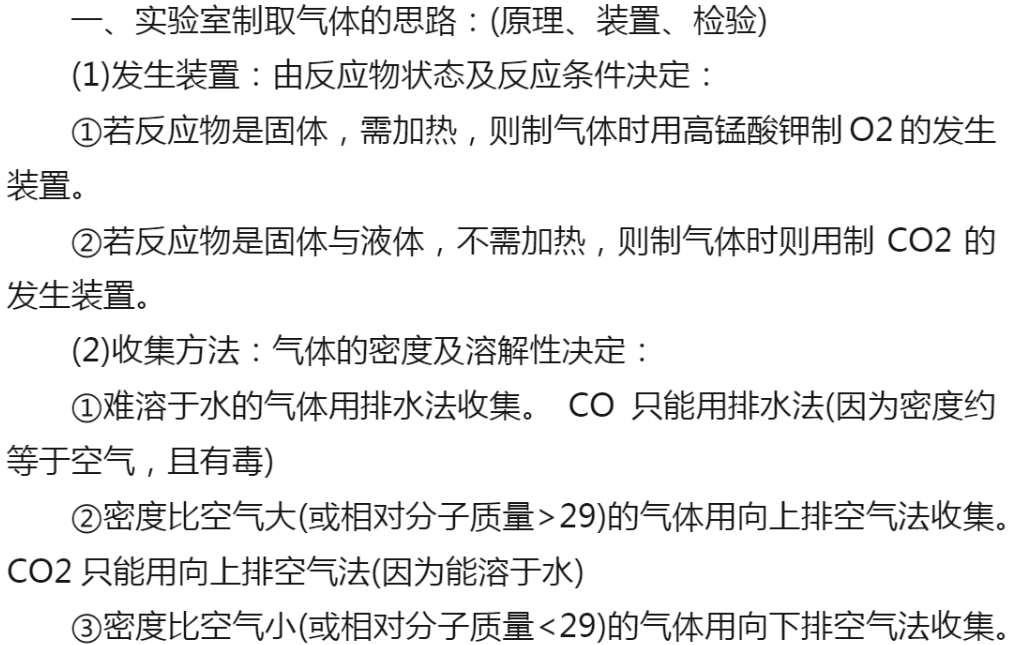 一、实验室制取气体的思路：(原理、装置、检验)
(1)发生装置：由反应物状态及反应条件决定：
①若反应物是固体，需加热，则制气体时用高锰酸钾制 O2 的发生
装置。
②若反应物是固体与液体，不需加热，则制气体时则用制 CO2 的
发生装置。
(2)收集方法：气体的密度及溶解性决定：
①难溶于水的气体用排水法收集。 CO 只能用排水法(因为密度约
等于空气，且有毒)
②密度比空气大(或相对分子质量>29)的气体用向上排空气法收集。
CO2 只能用向上排空气法(因为能溶于水)
③密度比空气小(或相对分子质量<29)的气体用向下排空气法收集。